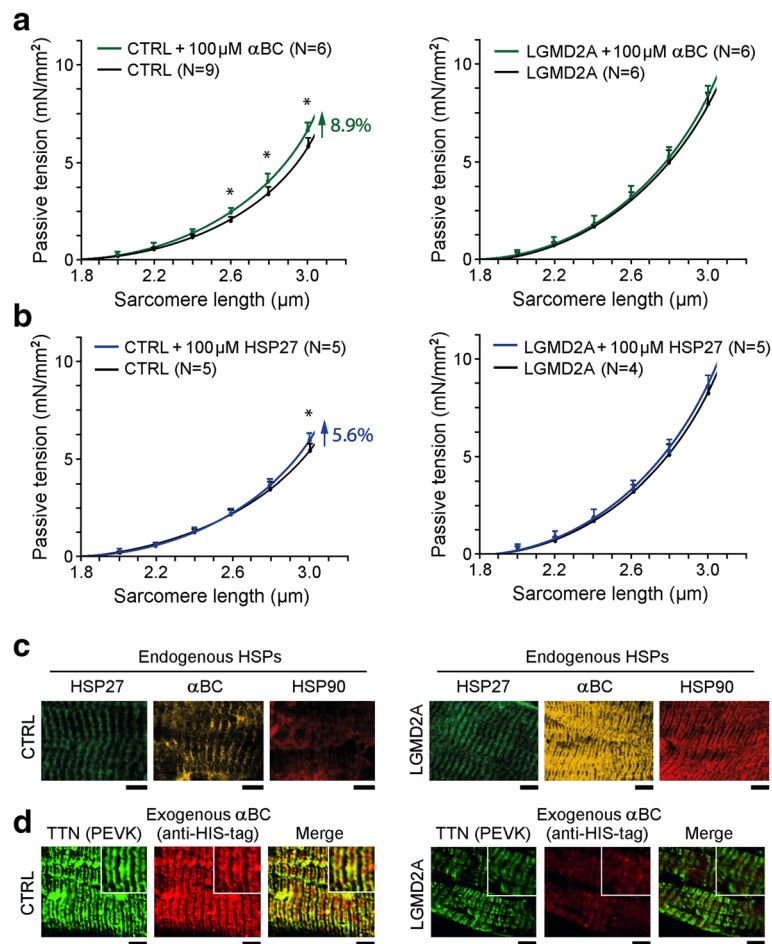 a
CTRL + 100µM αBC (N=6)
CTRL (N=9)
Passive tension (mN/mm²)
10
5
0
* * *
8.9%
1.8 2.2 2.6 3.0
Sarcomere length (µm)
LGMD2A + 100µM αBC (N=6)
LGMD2A (N=6)
Passive tension (mN/mm²)
10
5
0
1.8 2.2 2.6 3.0
Sarcomere length (µm)
b
CTRL + 100µM HSP27 (N=5)
CTRL (N=5)
Passive tension (mN/mm²)
10
5
0
*
5.6%
1.8 2.2 2.6 3.0
Sarcomere length (µm)
LGMD2A + 100µM HSP27 (N=5)
LGMD2A (N=4)
Passive tension (mN/mm²)
10
5
0
1.8 2.2 2.6 3.0
Sarcomere length (µm)
c
Endogenous HSPs
HSP27 αBC HSP90
CTRL
Endogenous HSPs
HSP27 αBC HSP90
LGMD2A
d
Exogenous αBC
TTN (PEVK) (anti-HIS-tag) Merge
CTRL
Exogenous αBC
TTN (PEVK) (anti-HIS-tag) Merge
LGMD2A